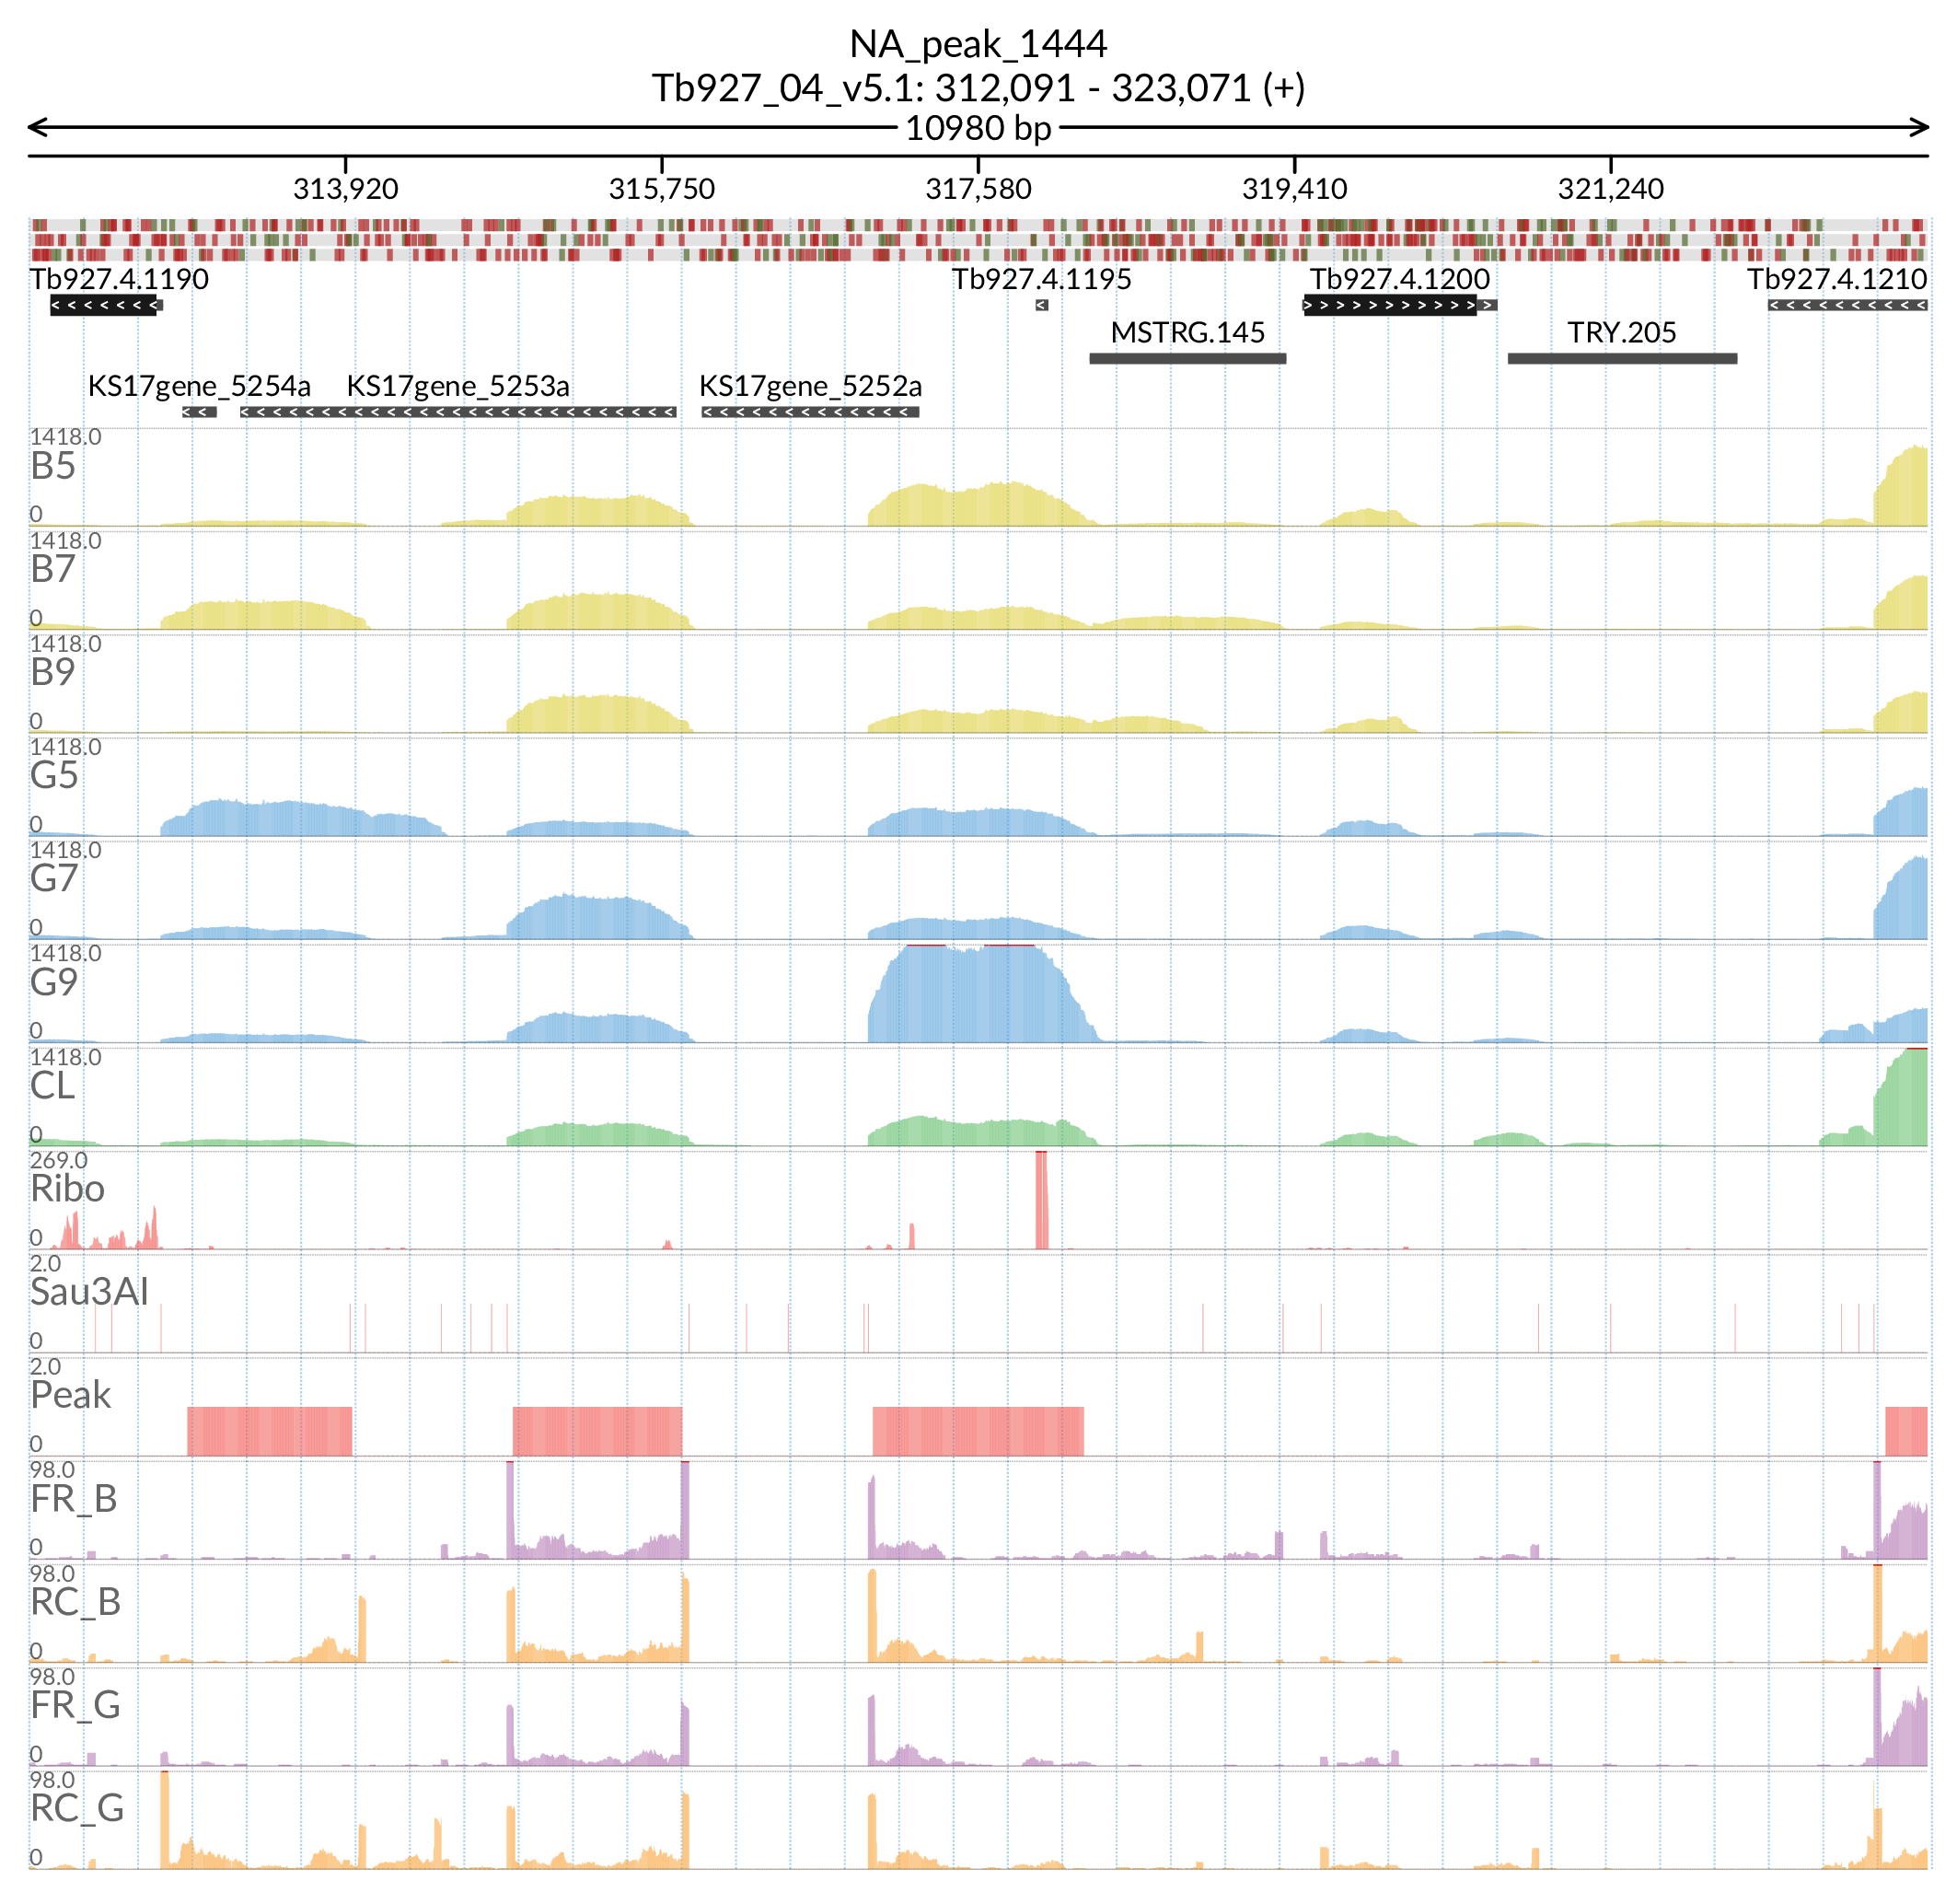 NA_peak_1444
Tb927_04_v5.1: 312,091 - 323,071 (+)
10980 bp
313,920 315,750 317,580 319,410 321,240
Tb927.4.1190 Tb927.4.1195 Tb927.4.1200 Tb927.4.1210
MSTRG.145 TRY.205
KS17gene_5254a KS17gene_5253a KS17gene_5252a
1418.0
B5
0
1418.0
B7
0
1418.0
B9
0
1418.0
G5
0
1418.0
G7
0
1418.0
G9
0
1418.0
CL
0
269.0
Ribo
0
2.0
Sau3AI
0
2.0
Peak
0
98.0
FR_B
0
98.0
RC_B
0
98.0
FR_G
0
98.0
RC_G
0